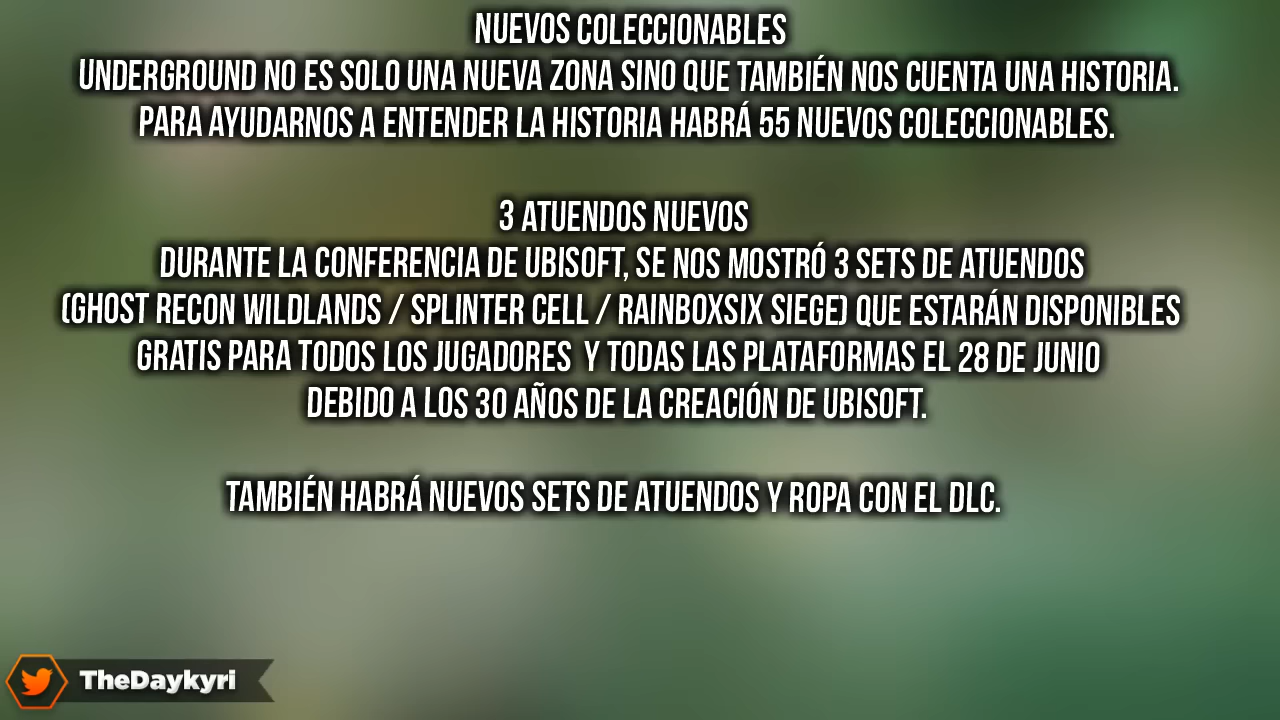 NUEVOS COLECCIONABLES
UNDERGROUND NO ES SOLO UNA NUEVA ZONA SINO QUE TAMBIÉN NOS CUENTA UNA HISTORIA.
PARA AYUDARNOS A ENTENDER LA HISTORIA HABRÁ 55 NUEVOS COLECCIONABLES.
3 ATUENDOS NUEVOS
DURANTE LA CONFERENCIA DE UBISOFT, SE NOS MOSTRÓ 3 SETS DE ATUENDOS
(GHOST RECON WILDLANDS / SPLINTER CELL / RAINBOXSIX SIEGE) QUE ESTARÁN DISPONIBLES
GRATIS PARA TODOS LOS JUGADORES Y TODAS LAS PLATAFORMAS EL 28 DE JUNIO
DEBIDO A LOS 30 AÑOS DE LA CREACIÓN DE UBISOFT.
TAMBIÉN HABRÁ NUEVOS SETS DE ATUENDOS Y ROPA CON EL DLC.
TheDaykyri